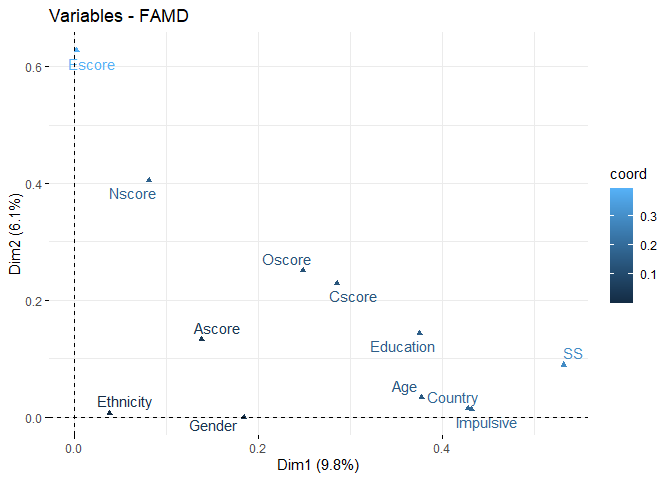 Variables - FAMD
Escore
Nscore
Oscore
Cscore
Ascore
Education
SS
Age
Country
Ethnicity
Gender
Impulsive
0.6
0.4
0.2
0.0
Dim2 (6.1%)
0.0
0.2
0.4
Dim1 (9.8%)
coord
0.3
0.2
0.1